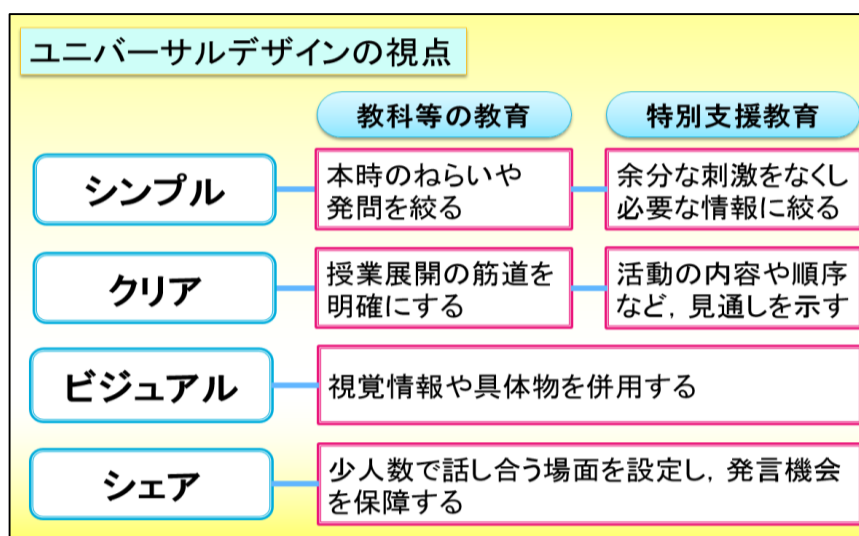 ユニバーサルデザインの視点
教科等の教育
特別支援教育
シンプル
本時のねらいや
発問を絞る
余分な刺激をなくし
必要な情報に絞る
クリア
授業展開の筋道を
明確にする
活動の内容や順序
など，見通しを示す
ビジュアル
視覚情報や具体物を併用する
シェア
少人数で話し合う場面を設定し，発言機会
を保障する